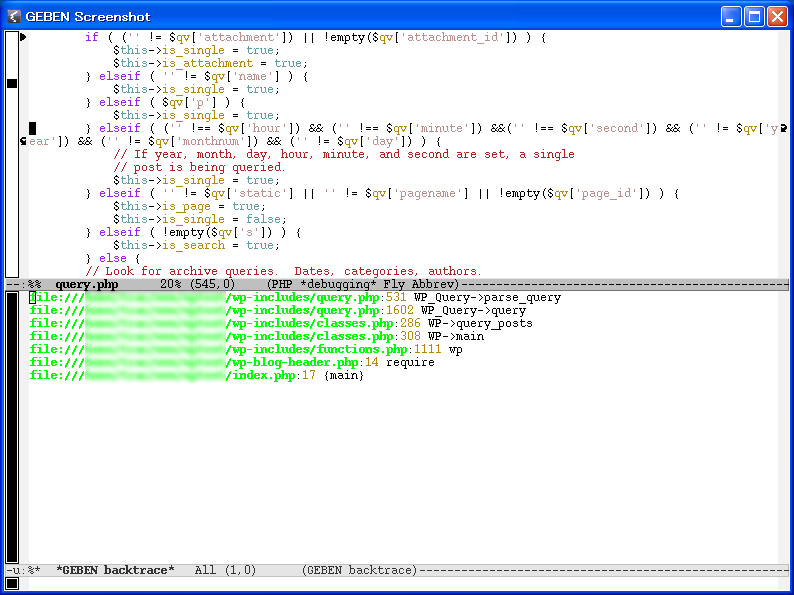 GEBEN Screenshot
if ( ('' != $qv['attachment']) || !empty($qv['attachment_id']) ) {
$this->is_single = true;
$this->is_attachment = true;
} elseif ( '' != $qv['name'] ) {
$this->is_single = true;
} elseif ( $qv['p'] ) {
$this->is_single = true;
} elseif ( ('' !== $qv['hour']) && ('' !== $qv['minute']) &&('' !== $qv['second']) && ('' != $qv['y
ear']) && ('' != $qv['monthnum']) && ('' != $qv['day']) ) {
// If year, month, day, hour, minute, and second are set, a single
// post is being queried.
$this->is_single = true;
} elseif ( '' != $qv['static'] || '' != $qv['pagename'] || !empty($qv['page_id']) ) {
$this->is_page = true;
$this->is_single = false;
} elseif ( !empty($qv['s']) ) {
$this->is_search = true;
} else {
// Look for archive queries.  Dates, categories, authors.
--:%%  query.php      20% (545,0)     (PHP *debugging* Fly Abbrev)--------------------------------
file:/// /wp-includes/query.php:531 WP_Query->parse_query
file:/// /wp-includes/query.php:1602 WP_Query->query
file:/// /wp-includes/classes.php:286 WP->query_posts
file:/// /wp-includes/classes.php:308 WP->main
file:/// /wp-includes/functions.php:1111 wp
file:/// /wp-blog-header.php:14 require
file:/// /index.php:17 {main}
-u:%*  *GEBEN backtrace*   All (1,0)      (GEBEN backtrace)--------------------------------